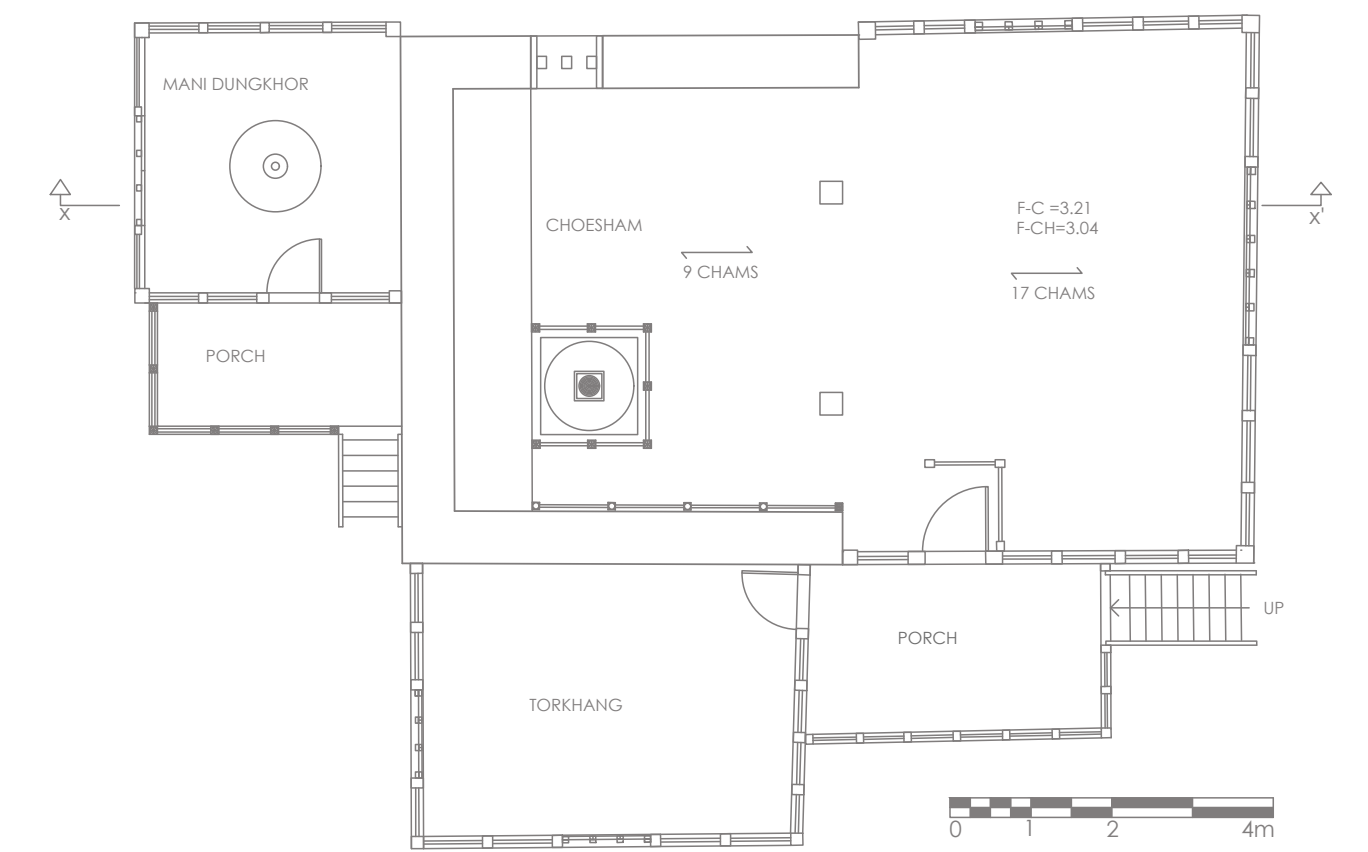 MANI DUNGKHOR
X
X'
F-C =3.21
F-CH=3.04
CHOESHAM
9 CHAMS
17 CHAMS
PORCH
UP
PORCH
TORKHANG
0 1 2 4m